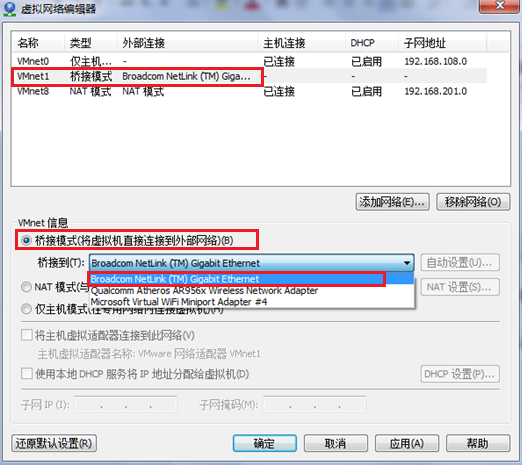 虚拟网络编辑器
名称 类型 外部连接 主机连接 DHCP 子网地址
VMnet0 仅主机... - 已连接 已启用 192.168.108.0
VMnet1 桥接模式 Broadcom NetLink (TM) Giga... - - -
VMnet8 NAT 模式 NAT 模式 已连接 已启用 192.168.201.0
添加网络(E)... 移除网络(O)
VMnet 信息
桥接模式(将虚拟机直接连接到外部网络)(B)
桥接到(T): Broadcom NetLink (TM) Gigabit Ethernet 自动设置(U)...
Broadcom NetLink (TM) Gigabit Ethernet
NAT 模式(与 Qualcomm Atheros AR956x Wireless Network Adapter NAT 设置(S)...
Microsoft Virtual WiFi Miniport Adapter #4
仅主机模式(在专用网络内连接虚拟机)(H)
将主机虚拟适配器连接到此网络(V)
主机虚拟适配器名称: VMware 网络适配器 VMnet1
使用本地 DHCP 服务将 IP 地址分配给虚拟机(D) DHCP 设置(P)...
子网 IP (I): . . . 子网掩码(M): . . .
还原默认设置(R) 确定 取消 应用(A) 帮助